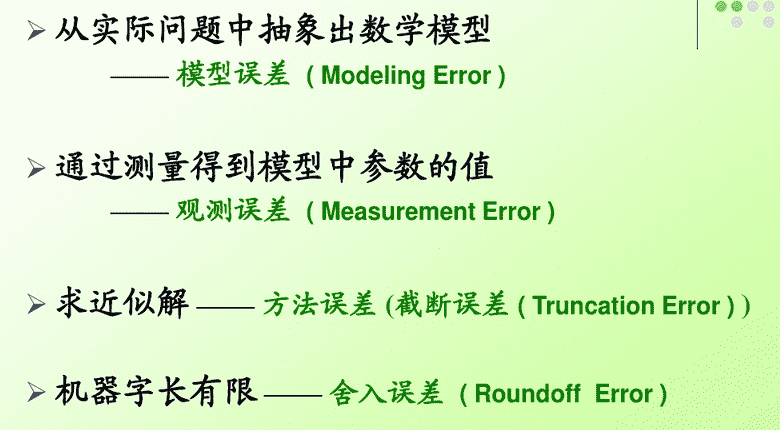 从实际问题中抽象出数学模型
—— 模型误差 ( Modeling Error )
通过测量得到模型中参数的值
—— 观测误差 ( Measurement Error )
求近似解 —— 方法误差 (截断误差 ( Truncation Error ) )
机器字长有限 —— 舍入误差 ( Roundoff Error )